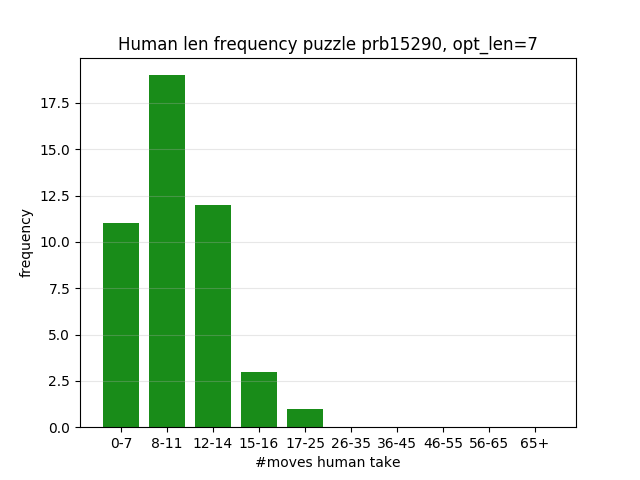 Human len frequency puzzle prb15290, opt_len=7
17.5
15.0
12.5
10.0
7.5
5.0
2.5
0.0
frequency
0-7 8-11 12-14 15-16 17-25 26-35 36-45 46-55 56-65 65+
#moves human take